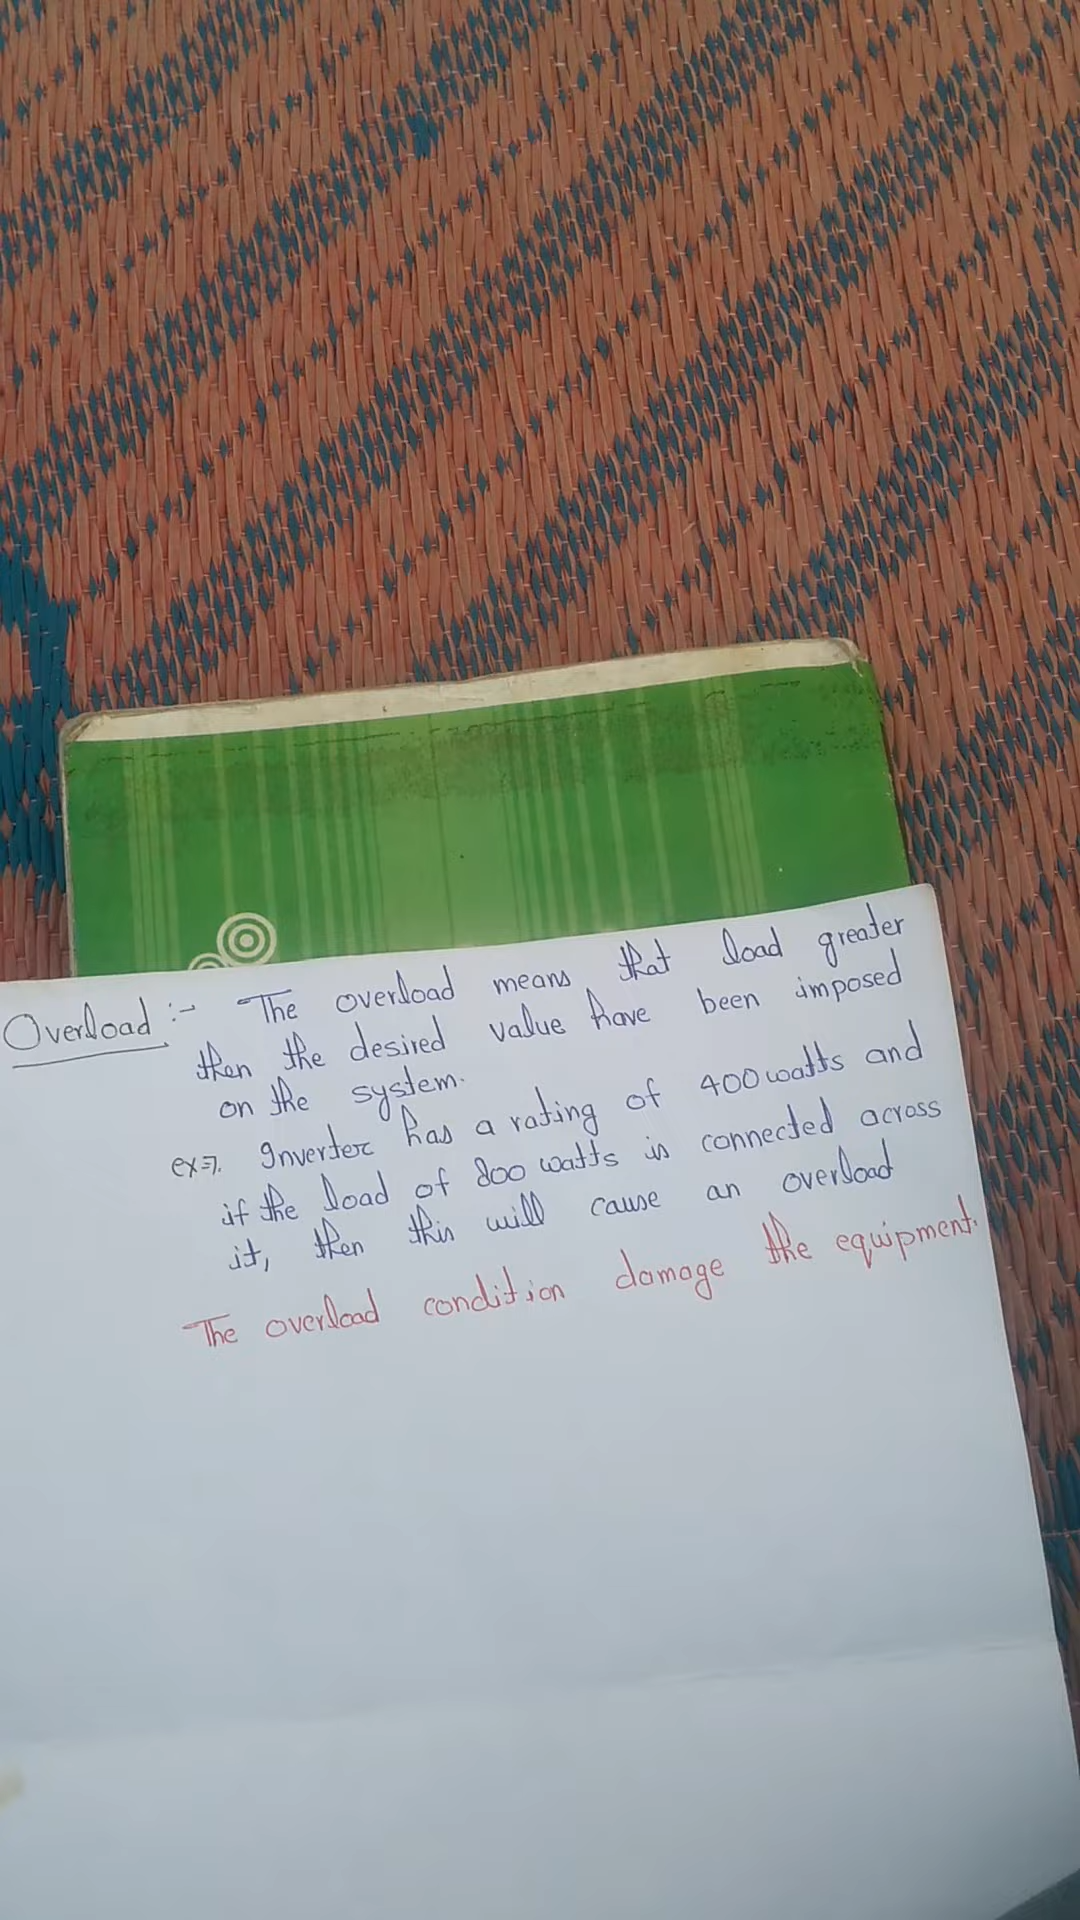 Overload :- The overload means that load greater
then the desired value have been imposed
on the system.
ex⇒. Inverter has a rating of 400 watts and
if the load of 800 watts is connected across
it, then this will cause an overload
The overload condition damage the equipment.